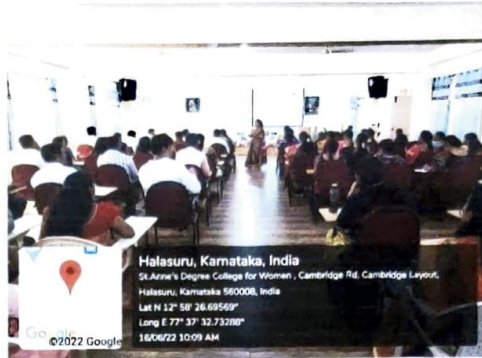 Halasuru, Karnataka, India
St.Anne's Degree College for Women , Cambridge Rd, Cambridge Layout,
Halasuru, Karnataka 560008, India
Lat N 12° 58' 26.69569"
Long E 77° 37' 32.73288"
16/06/22 10:09 AM
Google
©2022 Google